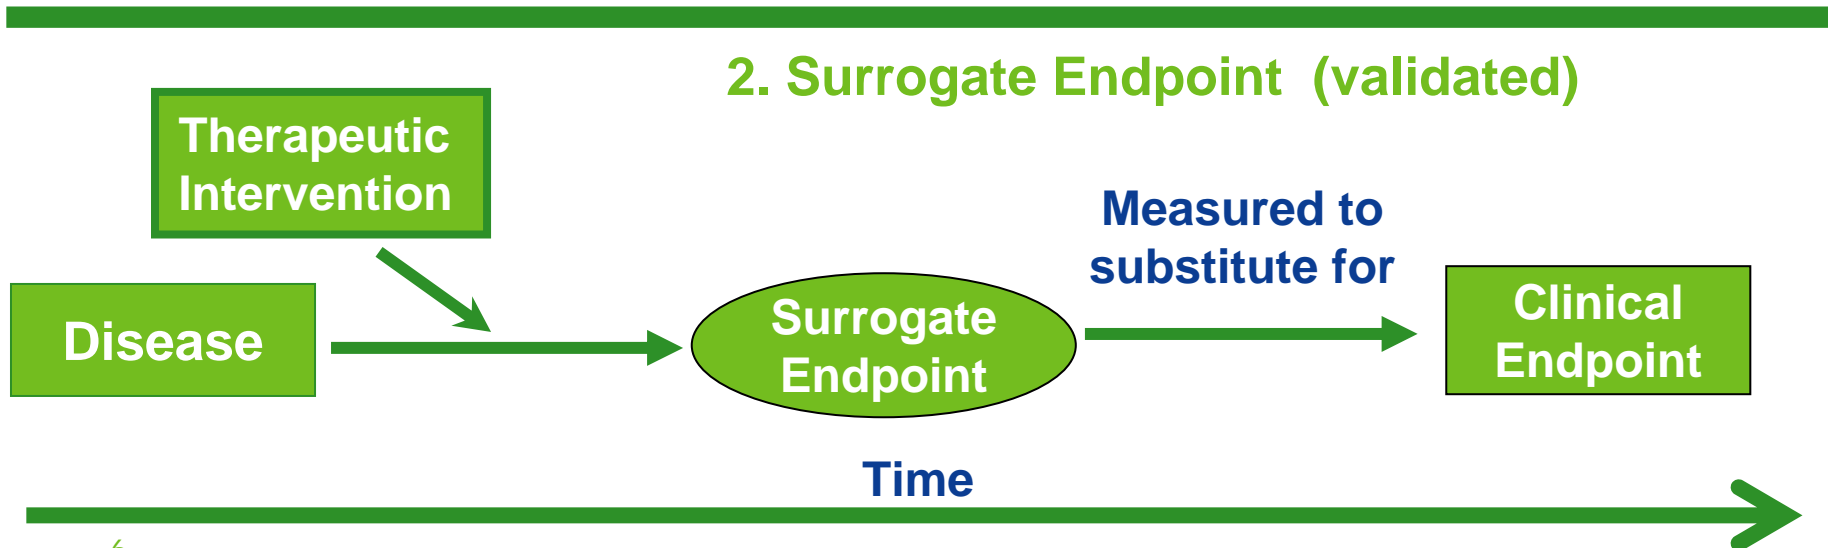 2. Surrogate Endpoint (validated)
Therapeutic
Intervention
Measured to
substitute for
Disease
Surrogate
Endpoint
Clinical
Endpoint
Time